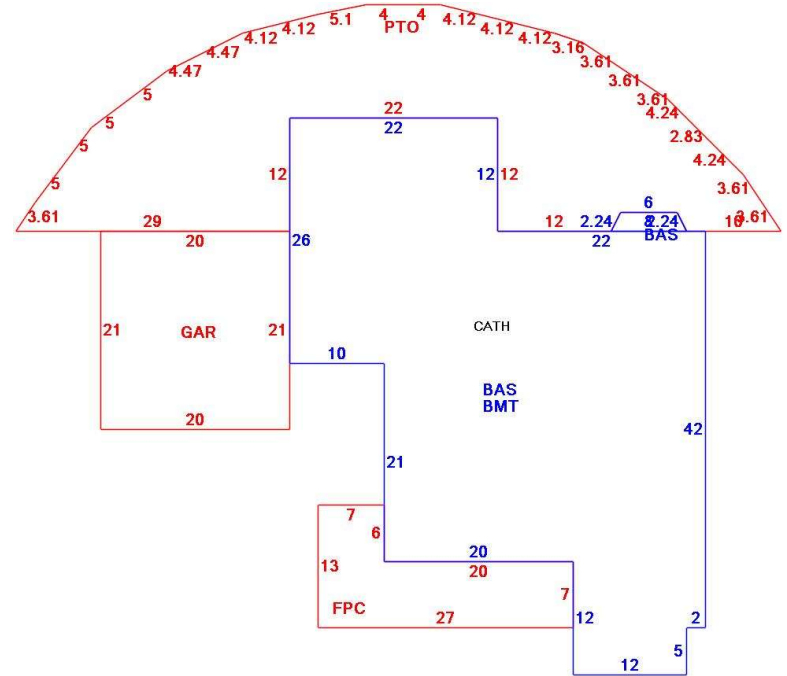 5.1 4 4 4.12
4.12 PTO 4.12
4.12 4.12
4.47 3.16
4.47 3.61
5 3.61
3.61
22 4.24
5 22 2.83
5 4.24
12 12 12
5 3.61
6
3.61 29 12 2.24 8 2.24 10 3.61
20 26 22 BAS
21 GAR 21 CATH
10
BAS
BMT
20 42
21
7
6
20
13 20
7
FPC 27 12 2
5
12